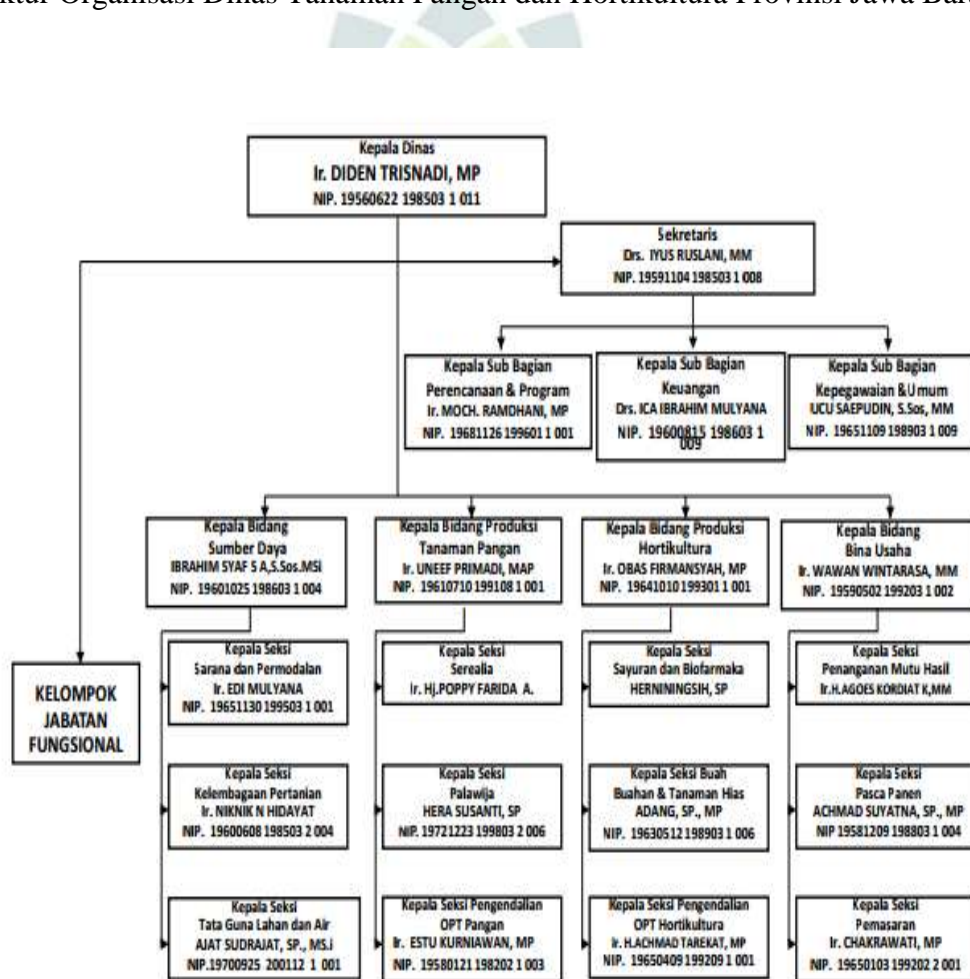 ktur Organisasi Dinas Tanaman Pangan dan Hortikultura Provinsi Jawa Bara
Kepala Dinas
Ir. DIDEN TRISNADI, MP
NIP. 19560622 198503 1 011
Sekretaris
Drs. IYUS RUSLANI, MM
NIP. 19591104 198503 1 008
Kepala Sub Bagian
Perencanaan & Program
Ir. MOCH. RAMDHANI, MP
NIP. 19681126 199601 1 001
Kepala Sub Bagian
Keuangan
Drs. ICA IBRAHIM MULYANA
NIP. 19600815 198603 1
009
Kepala Sub Bagian
Kepegawaian &Umum
UCU SAEPUDIN, S.Sos, MM
NIP. 19651109 198903 1 009
Kepala Bidang
Sumber Daya
IBRAHIM SYAF S A,S.Sos.MSi
NIP. 19601025 198603 1 004
Kepala Bidang Produksi
Tanaman Pangan
Ir. UNEEF PRIMADI, MAP
NIP. 19610710 199108 1 001
Kepala Bidang Produksi
Hortikultura
Ir. OBAS FIRMANSYAH, MP
NIP. 19641010 199301 1 001
Kepala Bidang
Bina Usaha
Ir. WAWAN WINTARASA, MM
NIP. 19590502 199203 1 002
KELOMPOK
JABATAN
FUNGSIONAL
Kepala Seksi
Sarana dan Permodalan
Ir. EDI MULYANA
NIP. 19651130 199503 1 001
Kepala Seksi
Serealia
Ir. Hj.POPPY FARIDA A.
Kepala Seksi
Sayuran dan Biofarmaka
HERNININGSIH, SP
Kepala Seksi
Penanganan Mutu Hasil
Ir.H.AGOES KORDIAT K,MM
Kepala Seksi
Kelembagaan Pertanian
Ir. NIKNIK N HIDAYAT
NIP. 19600608 198503 2 004
Kepala Seksi
Palawija
HERA SUSANTI, SP
NIP. 19721223 199803 2 006
Kepala Seksi Buah
Buahan & Tanaman Hias
ADANG, SP., MP
NIP. 19630512 198903 1 006
Kepala Seksi
Pasca Panen
ACHMAD SUYATNA, SP., MP
NIP 19581209 198803 1 004
Kepala Seksi
Tata Guna Lahan dan Air
AJAT SUDRAJAT, SP., MS.i
NIP.19700925 200112 1 001
Kepala Seksi Pengendalian
OPT Pangan
Ir. ESTU KURNIAWAN, MP
NIP. 19580121 198202 1 003
Kepala Seksi Pengendalian
OPT Hortikultura
Ir. H.ACHMAD TAREKAT, MP
NIP. 19650409 199209 1 001
Kepala Seksi
Pemasaran
Ir. CHAKRAWATI, MP
NIP. 19650103 199202 2 001